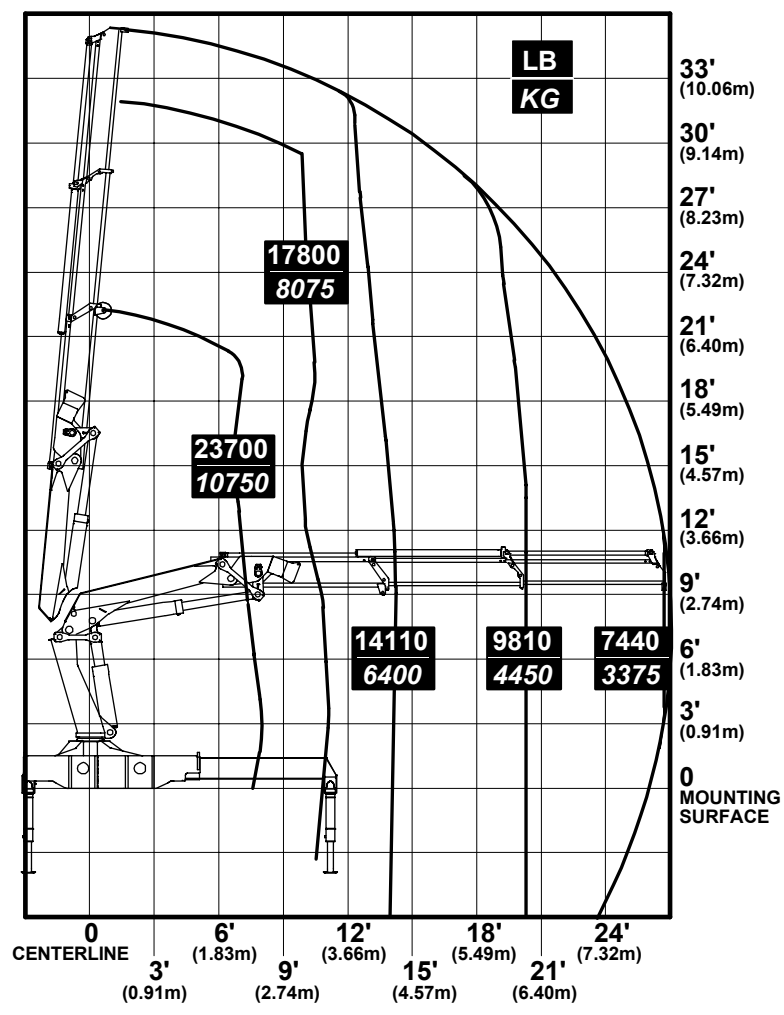 LB
KG
33'
(10.06m)
30'
(9.14m)
27'
(8.23m)
17800
8075
24'
(7.32m)
21'
(6.40m)
18'
(5.49m)
23700
10750
15'
(4.57m)
12'
(3.66m)
9'
(2.74m)
14110
6400
9810
4450
7440
3375
6'
(1.83m)
3'
(0.91m)
0
MOUNTING
SURFACE
0 6' 12' 18' 24'
CENTERLINE (1.83m) (3.66m) (5.49m) (7.32m)
3' 9' 15' 21'
(0.91m) (2.74m) (4.57m) (6.40m)